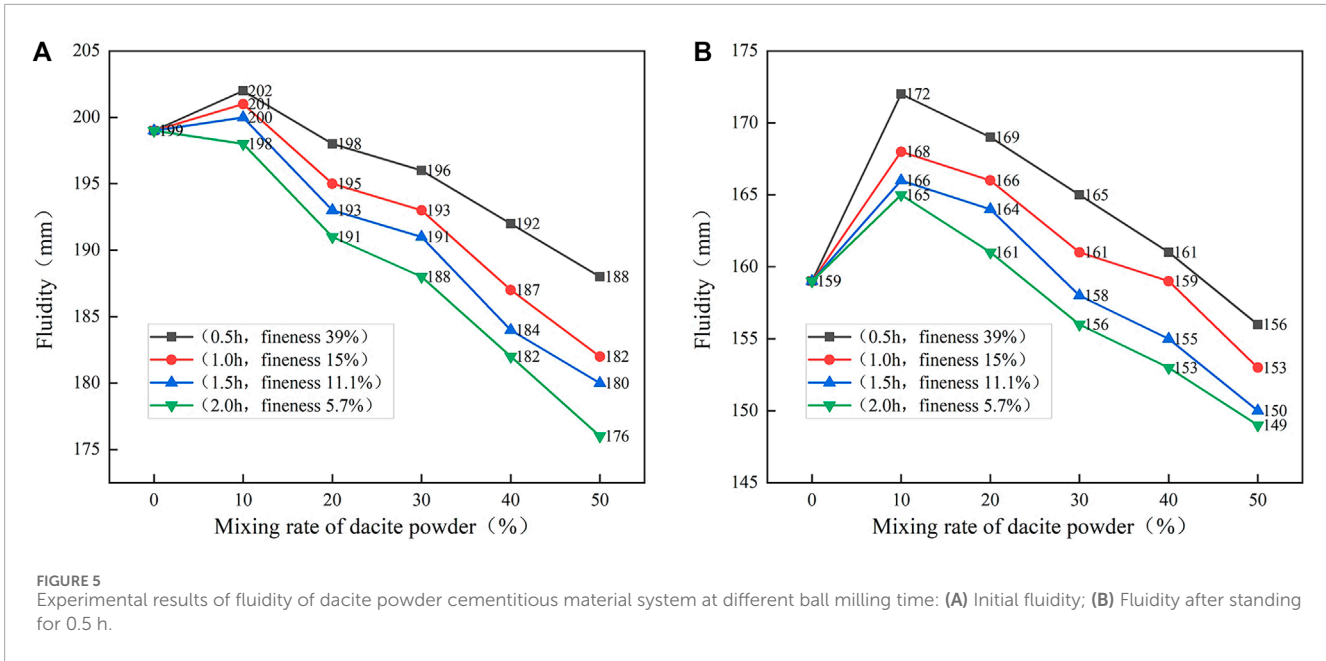 A
205
200
195
190
185
180
175
Fluidity（mm）
199
202
201
200
198
198
195
193
191
196
193
191
188
192
187
184
182
188
182
180
176
（0.5h，fineness 39%）
（1.0h，fineness 15%）
（1.5h，fineness 11.1%）
（2.0h，fineness 5.7%）
0 10 20 30 40 50
Mixing rate of dacite powder（%）
B
175
170
165
160
155
150
145
Fluidity（mm）
159
172
168
166
165
169
166
164
161
165
161
158
156
161
159
155
153
156
153
150
149
（0.5h，fineness 39%）
（1.0h，fineness 15%）
（1.5h，fineness 11.1%）
（2.0h，fineness 5.7%）
0 10 20 30 40 50
Mixing rate of dacite powder（%）
FIGURE 5
Experimental results of fluidity of dacite powder cementitious material system at different ball milling time: (A) Initial fluidity; (B) Fluidity after standing
for 0.5 h.